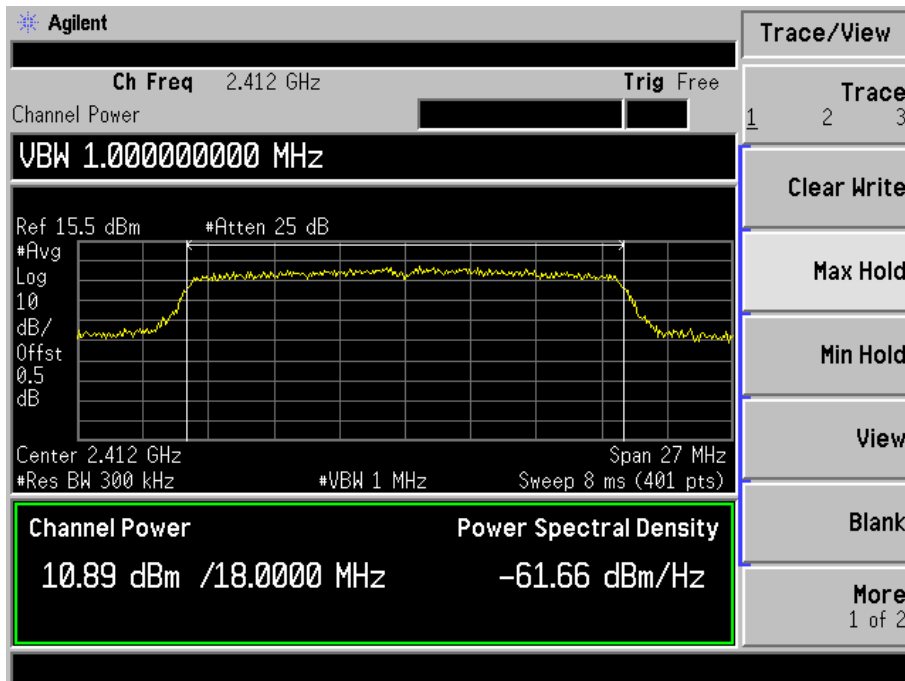 Agilent
Trace/View
Ch Freq 2.412 GHz Trig Free
Channel Power
VBW 1.000000000 MHz
Ref 15.5 dBm #Atten 25 dB
#Avg
Log
10
dB/
Offst
0.5
dB
Center 2.412 GHz Span 27 MHz
#Res BW 300 kHz #VBW 1 MHz Sweep 8 ms (401 pts)
Channel Power Power Spectral Density
10.89 dBm /18.0000 MHz -61.66 dBm/Hz
Trace
1 2 3
Clear Write
Max Hold
Min Hold
View
Blank
More
1 of 2